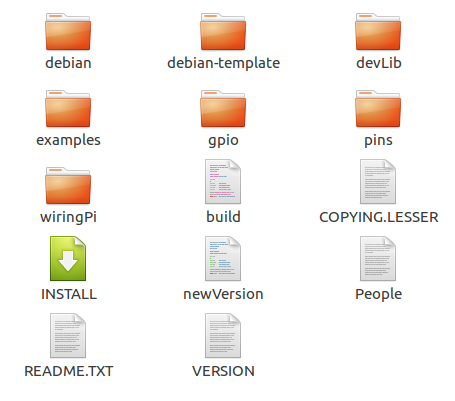 debian debian-template devLib
examples gpio pins
wiringPi build COPYING.LESSER
INSTALL newVersion People
README.TXT VERSION